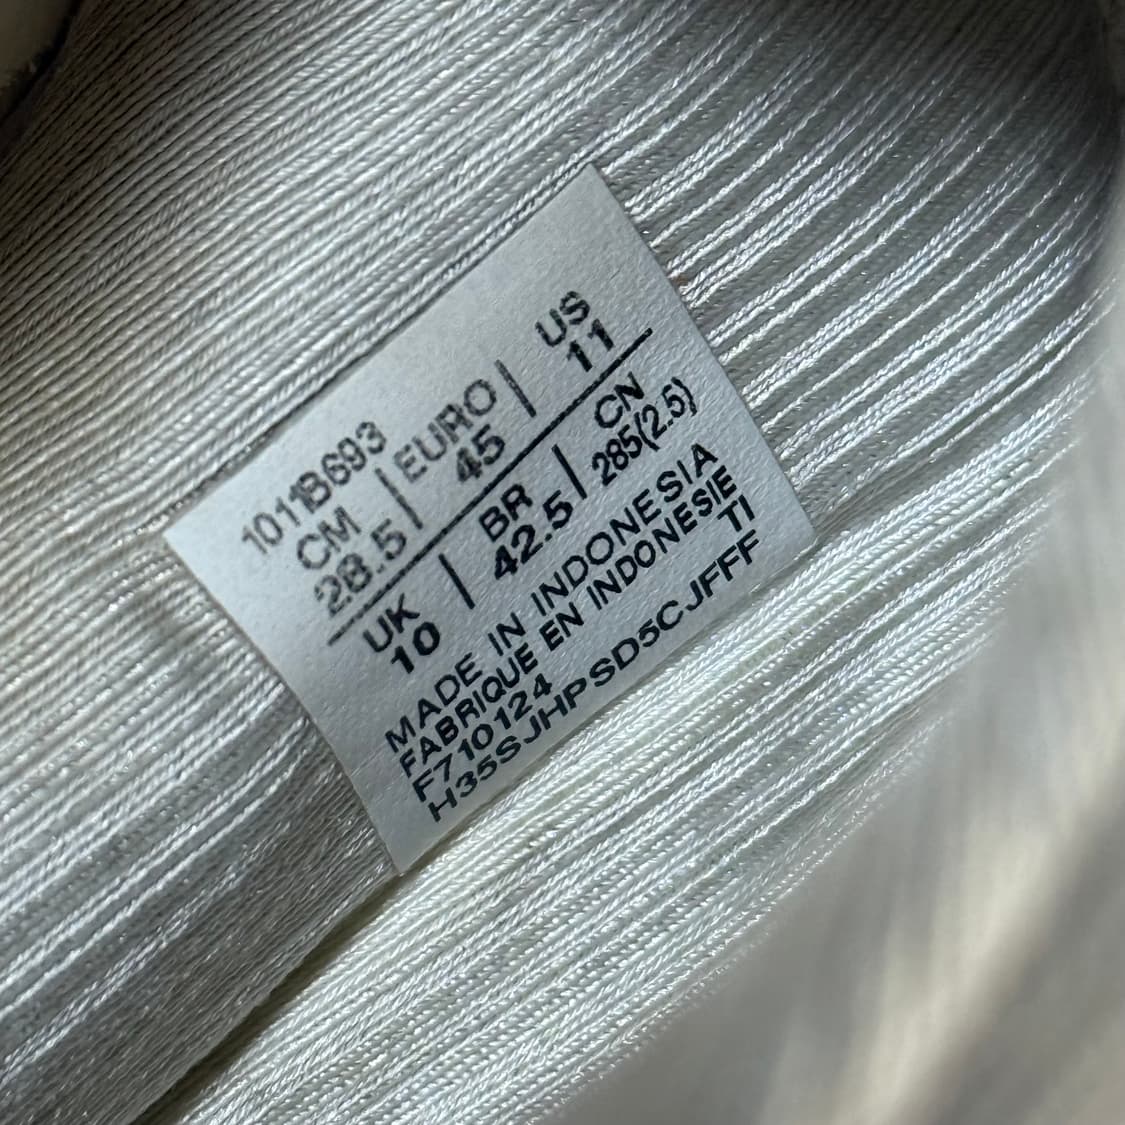 1011B693
CM | EURO | US
28.5 | 45 | 11
UK | BR | CN
10 | 42.5 | 285(2.5)
MADE IN INDONESIA
FABRIQUE EN INDONESIE
F710124 TI
H35SJHPSD5CJFFF